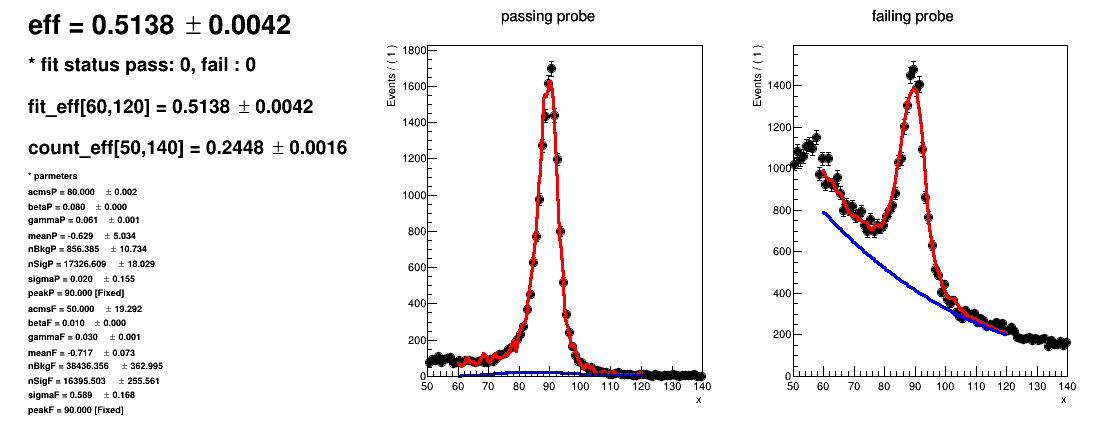 eff = 0.5138 ± 0.0042
* fit status pass: 0, fail : 0
fit_eff[60,120] = 0.5138 ± 0.0042
count_eff[50,140] = 0.2448 ± 0.0016
* parmeters
acmsP = 80.000 ± 0.002
betaP = 0.080 ± 0.000
gammaP = 0.061 ± 0.001
meanP = -0.629 ± 5.034
nBkgP = 856.385 ± 10.734
nSigP = 17326.609 ± 18.029
sigmaP = 0.020 ± 0.155
peakP = 90.000 [Fixed]
acmsF = 50.000 ± 19.292
betaF = 0.010 ± 0.000
gammaF = 0.030 ± 0.001
meanF = -0.717 ± 0.073
nBkgF = 38436.356 ± 362.995
nSigF = 16395.503 ± 255.561
sigmaF = 0.589 ± 0.168
peakF = 90.000 [Fixed]
passing probe
Events / ( 1 )
1800
1600
1400
1200
1000
800
600
400
200
0
50 60 70 80 90 100 110 120 130 140
x
failing probe
Events / ( 1 )
1400
1200
1000
800
600
400
200
0
50 60 70 80 90 100 110 120 130 140
x